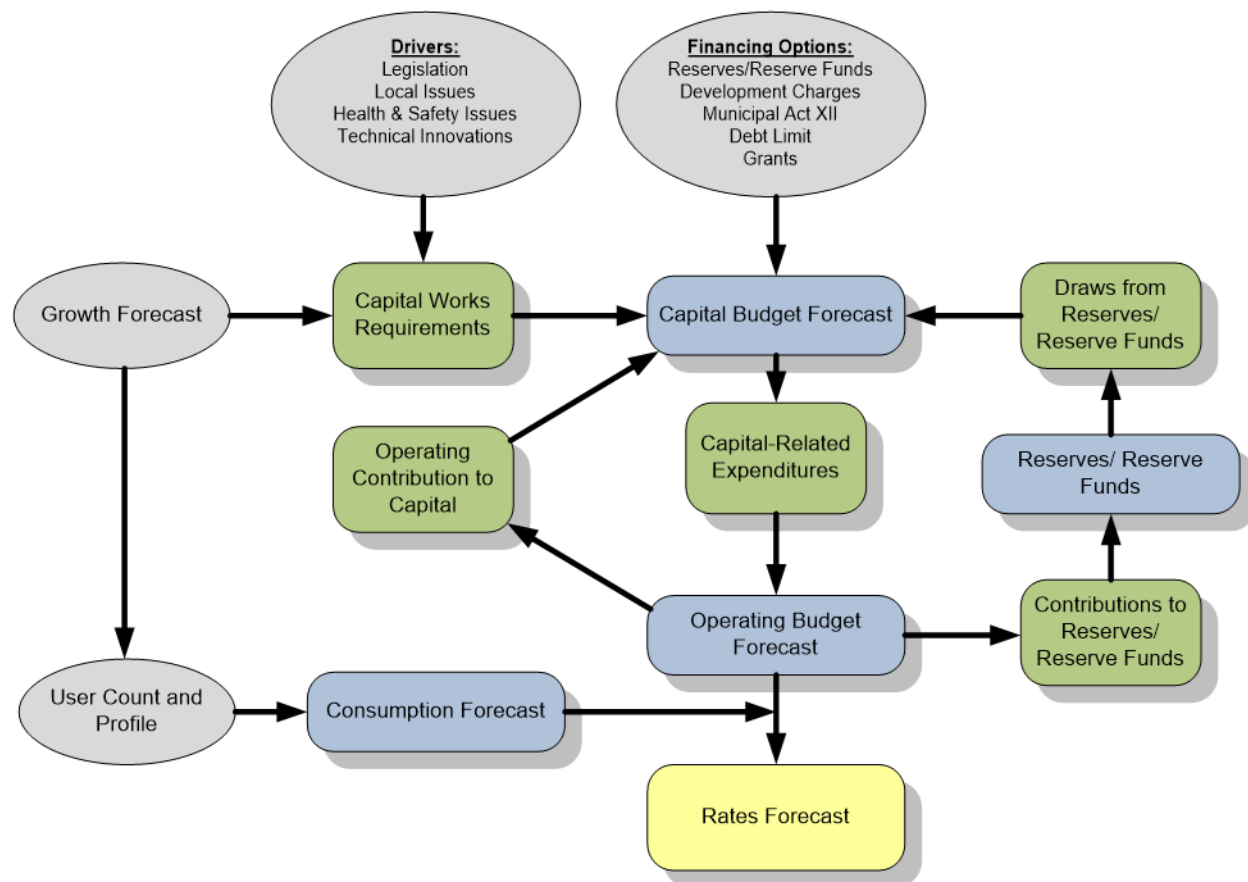 Drivers:
Legislation
Local Issues
Health & Safety Issues
Technical Innovations
Financing Options:
Reserves/Reserve Funds
Development Charges
Municipal Act XII
Debt Limit
Grants
Growth Forecast
Capital Works
Requirements
Capital Budget Forecast
Draws from
Reserves/
Reserve Funds
Operating
Contribution to
Capital
Capital-Related
Expenditures
Reserves/ Reserve
Funds
Operating Budget
Forecast
Contributions to
Reserves/
Reserve Funds
User Count and
Profile
Consumption Forecast
Rates Forecast